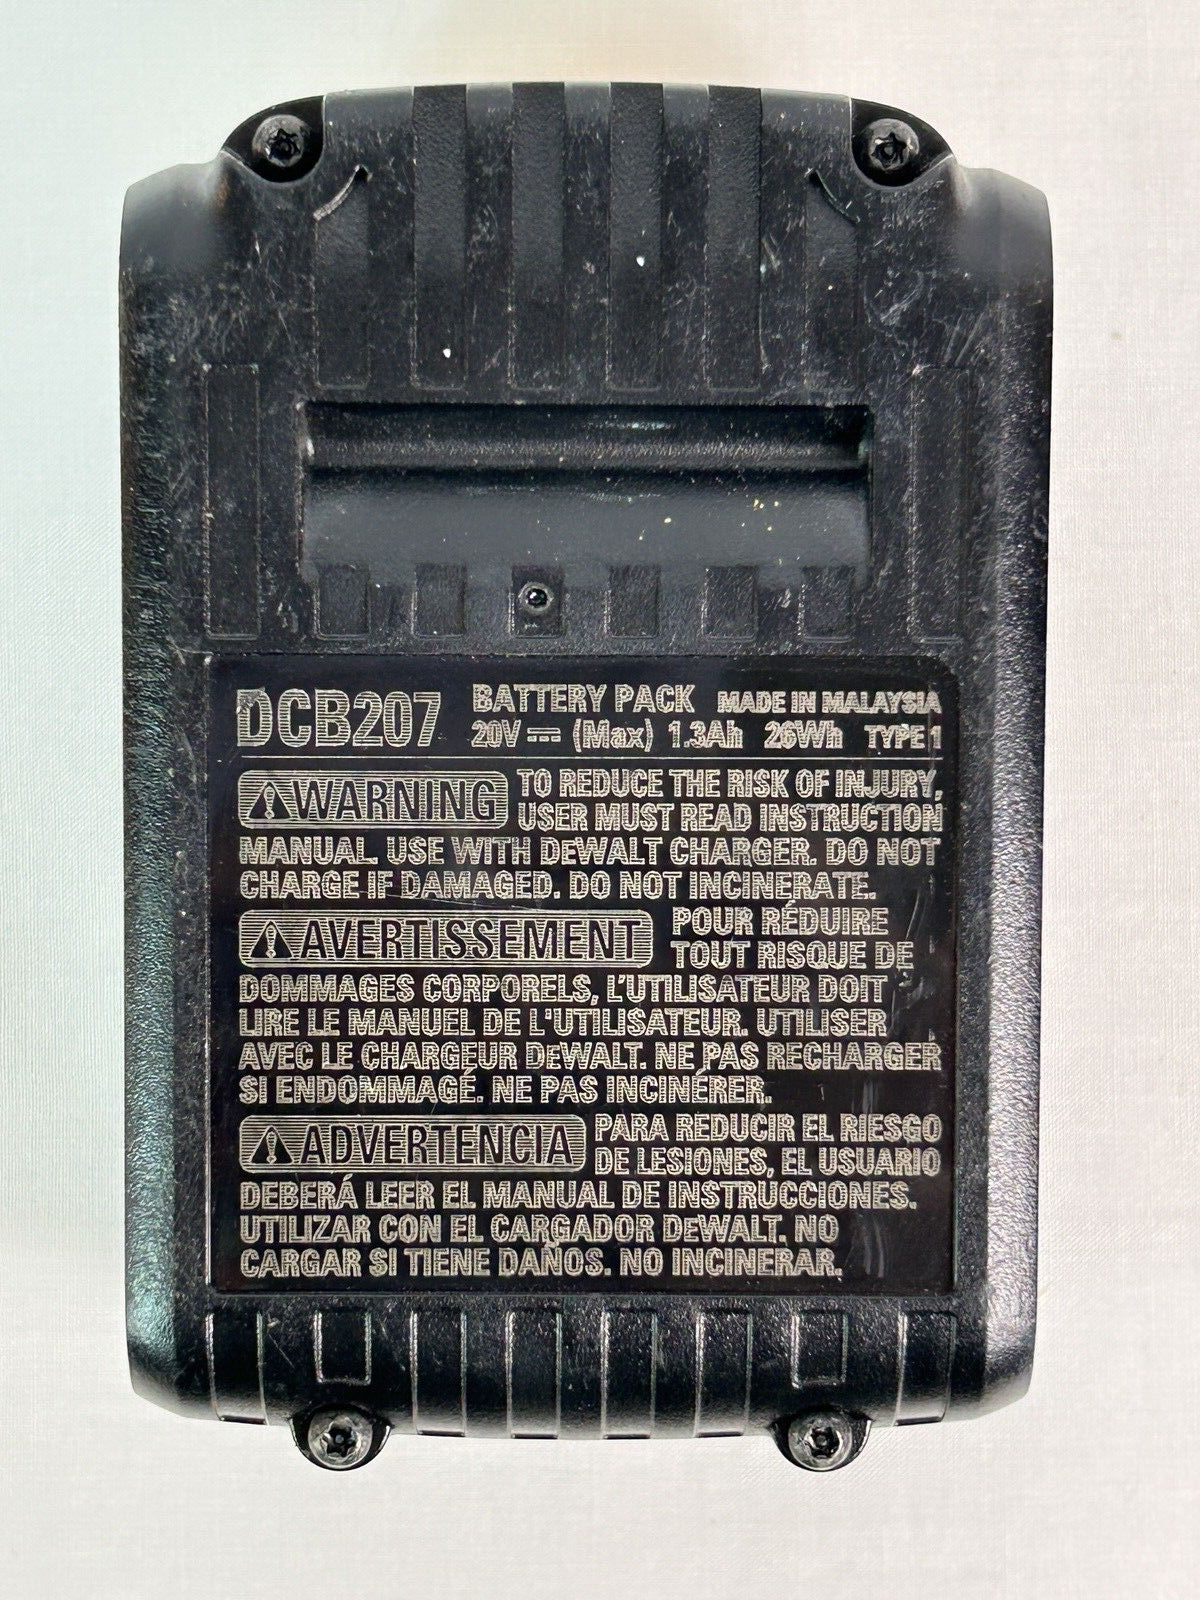 DCB207 BATTERY PACK MADE IN MALAYSIA
20V ⎓ (Max) 1.3Ah 26Wh TYPE 1
⚠WARNING TO REDUCE THE RISK OF INJURY,
USER MUST READ INSTRUCTION
MANUAL. USE WITH DEWALT CHARGER. DO NOT
CHARGE IF DAMAGED. DO NOT INCINERATE.
⚠AVERTISSEMENT POUR RÉDUIRE
TOUT RISQUE DE
DOMMAGES CORPORELS, L'UTILISATEUR DOIT
LIRE LE MANUEL DE L'UTILISATEUR. UTILISER
AVEC LE CHARGEUR DEWALT. NE PAS RECHARGER
SI ENDOMMAGÉ. NE PAS INCINÉRER.
⚠ADVERTENCIA PARA REDUCIR EL RIESGO
DE LESIONES, EL USUARIO
DEBERÁ LEER EL MANUAL DE INSTRUCCIONES.
UTILIZAR CON EL CARGADOR DEWALT. NO
CARGAR SI TIENE DAÑOS. NO INCINERAR.